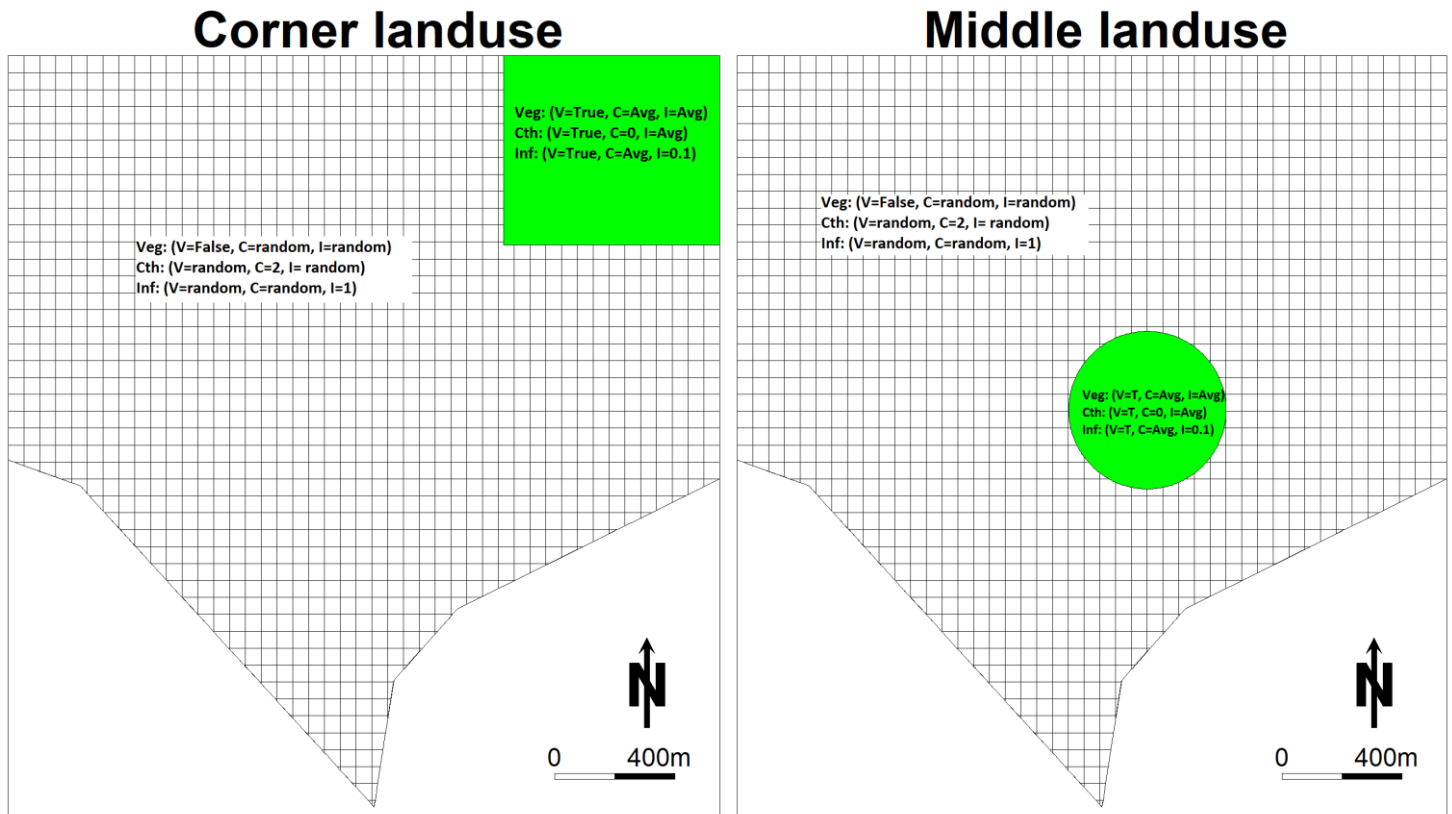 Corner landuse
Veg: (V=True, C=Avg, I=Avg)
Cth: (V=True, C=0, I=Avg)
Inf: (V=True, C=Avg, I=0.1)
Veg: (V=False, C=random, I=random)
Cth: (V=random, C=2, I= random)
Inf: (V=random, C=random, I=1)
N
0 400m
Middle landuse
Veg: (V=False, C=random, I=random)
Cth: (V=random, C=2, I= random)
Inf: (V=random, C=random, I=1)
Veg: (V=T, C=Avg, I=Avg)
Cth: (V=T, C=0, I=Avg)
Inf: (V=T, C=Avg, I=0.1)
N
0 400m